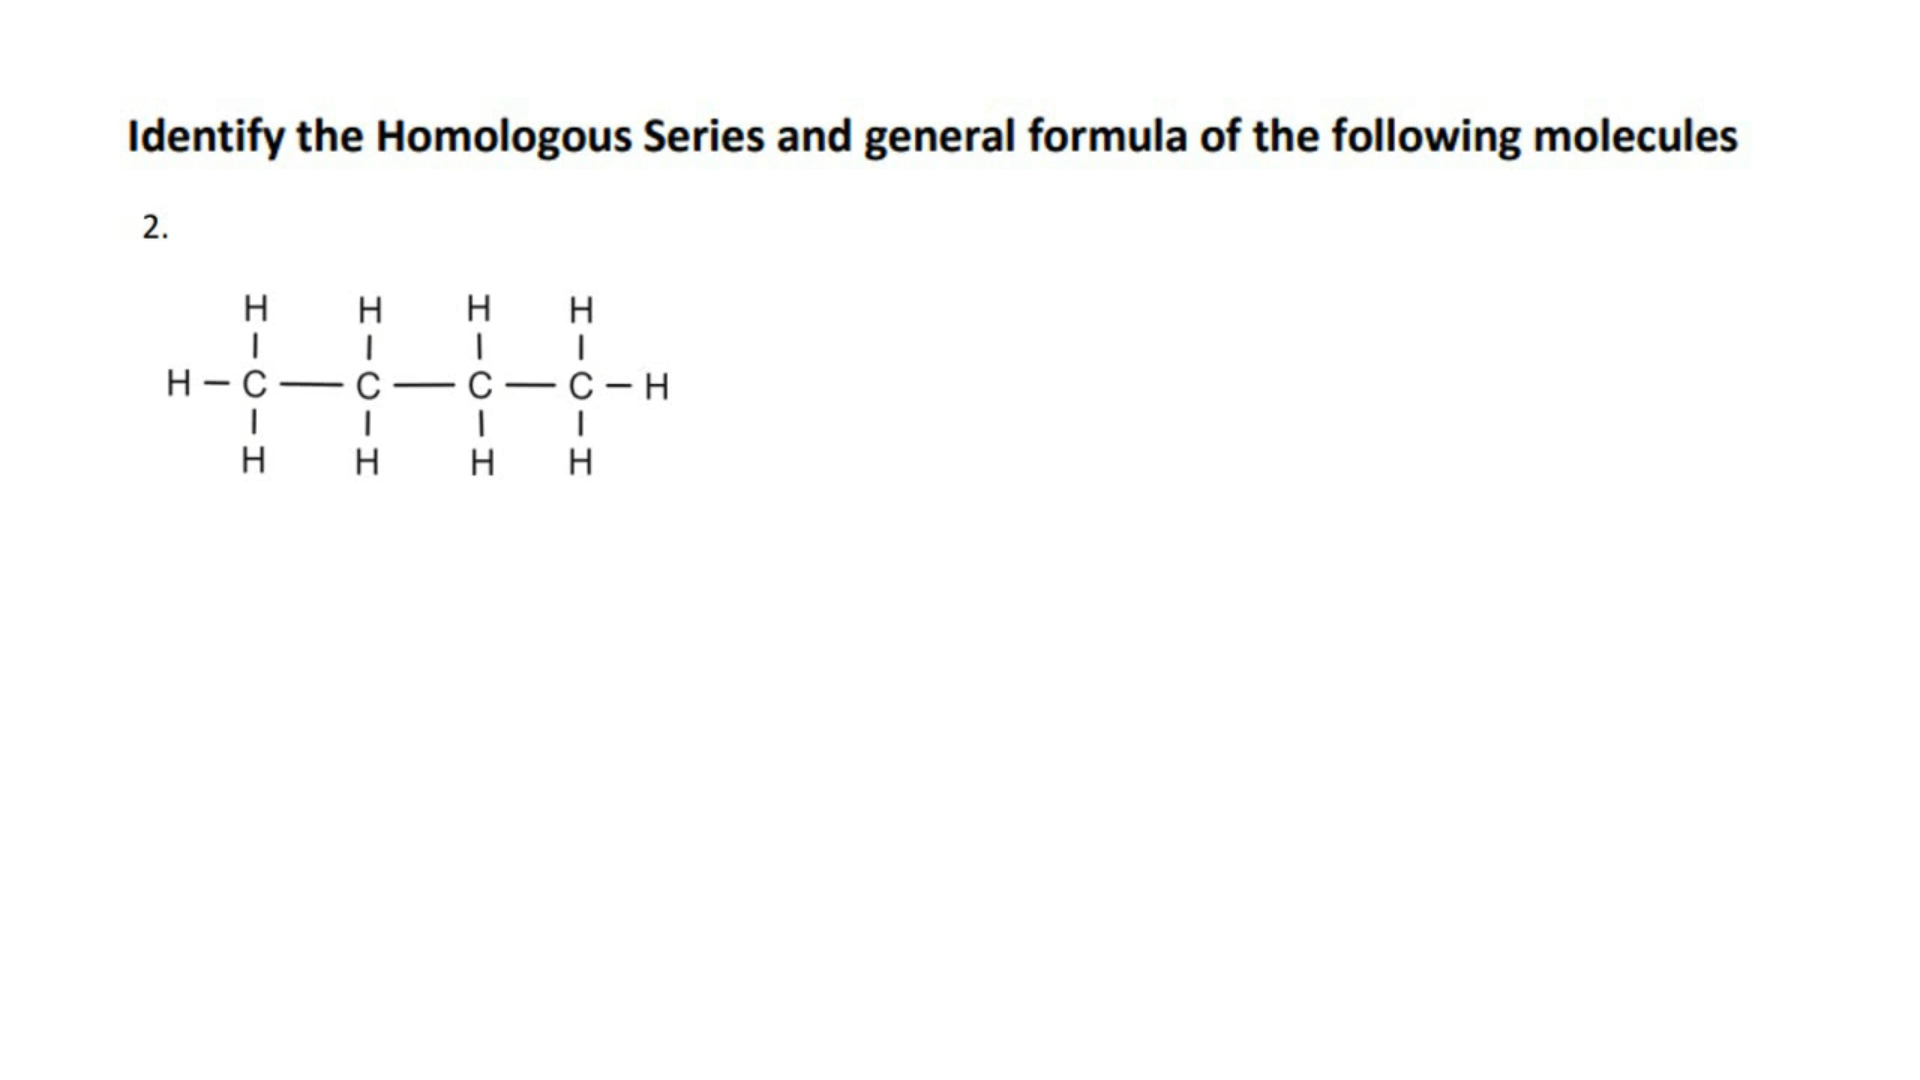 Identify the Homologous Series and general formula of the following molecules
2.
H H H H
H – C — C — C — C – H
H H H H